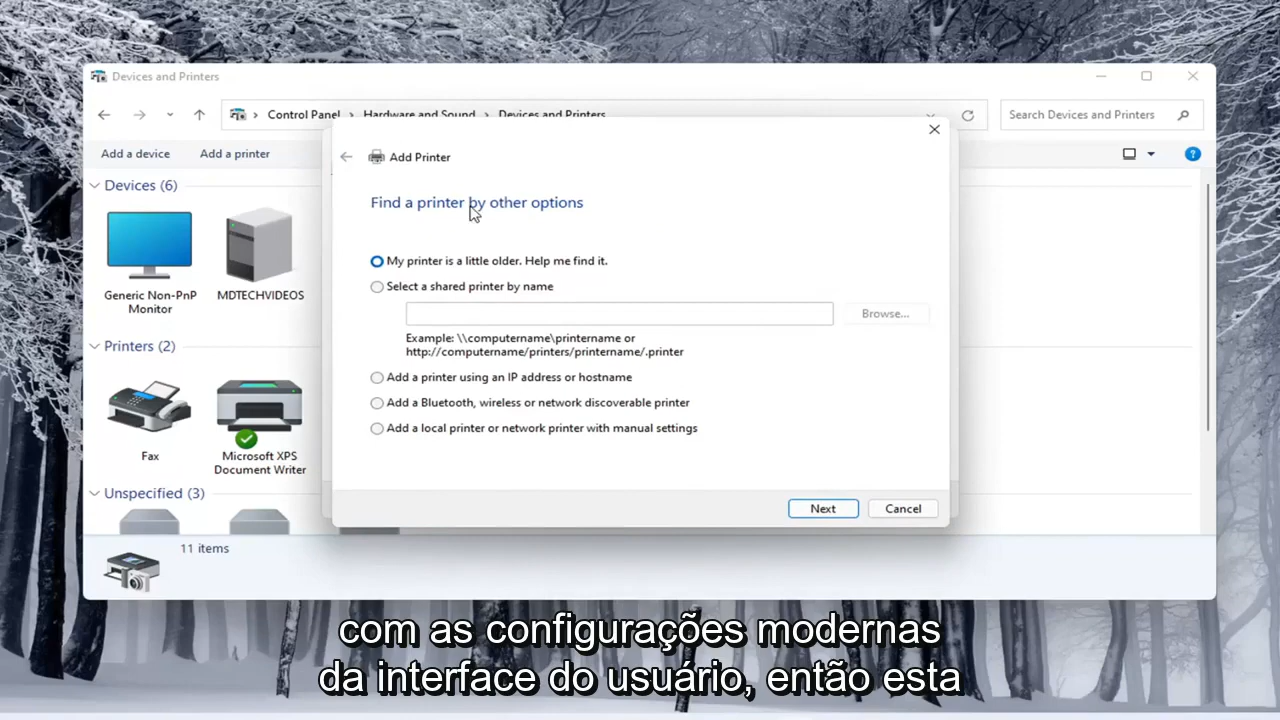 Devices and Printers
Control Panel > Hardware and Sound > Devices and Printers
Search Devices and Printers
Add a device
Add a printer
Devices (6)
Generic Non-PnP
Monitor
MDTECHVIDEOS
Printers (2)
Fax
Microsoft XPS
Document Writer
Unspecified (3)
11 items
Add Printer
Find a printer by other options
My printer is a little older. Help me find it.
Select a shared printer by name
Browse...
Example: \\computername\printername or
http://computername/printers/printername/.printer
Add a printer using an IP address or hostname
Add a Bluetooth, wireless or network discoverable printer
Add a local printer or network printer with manual settings
Next
Cancel
com as configurações modernas
da interface do usuário, então esta